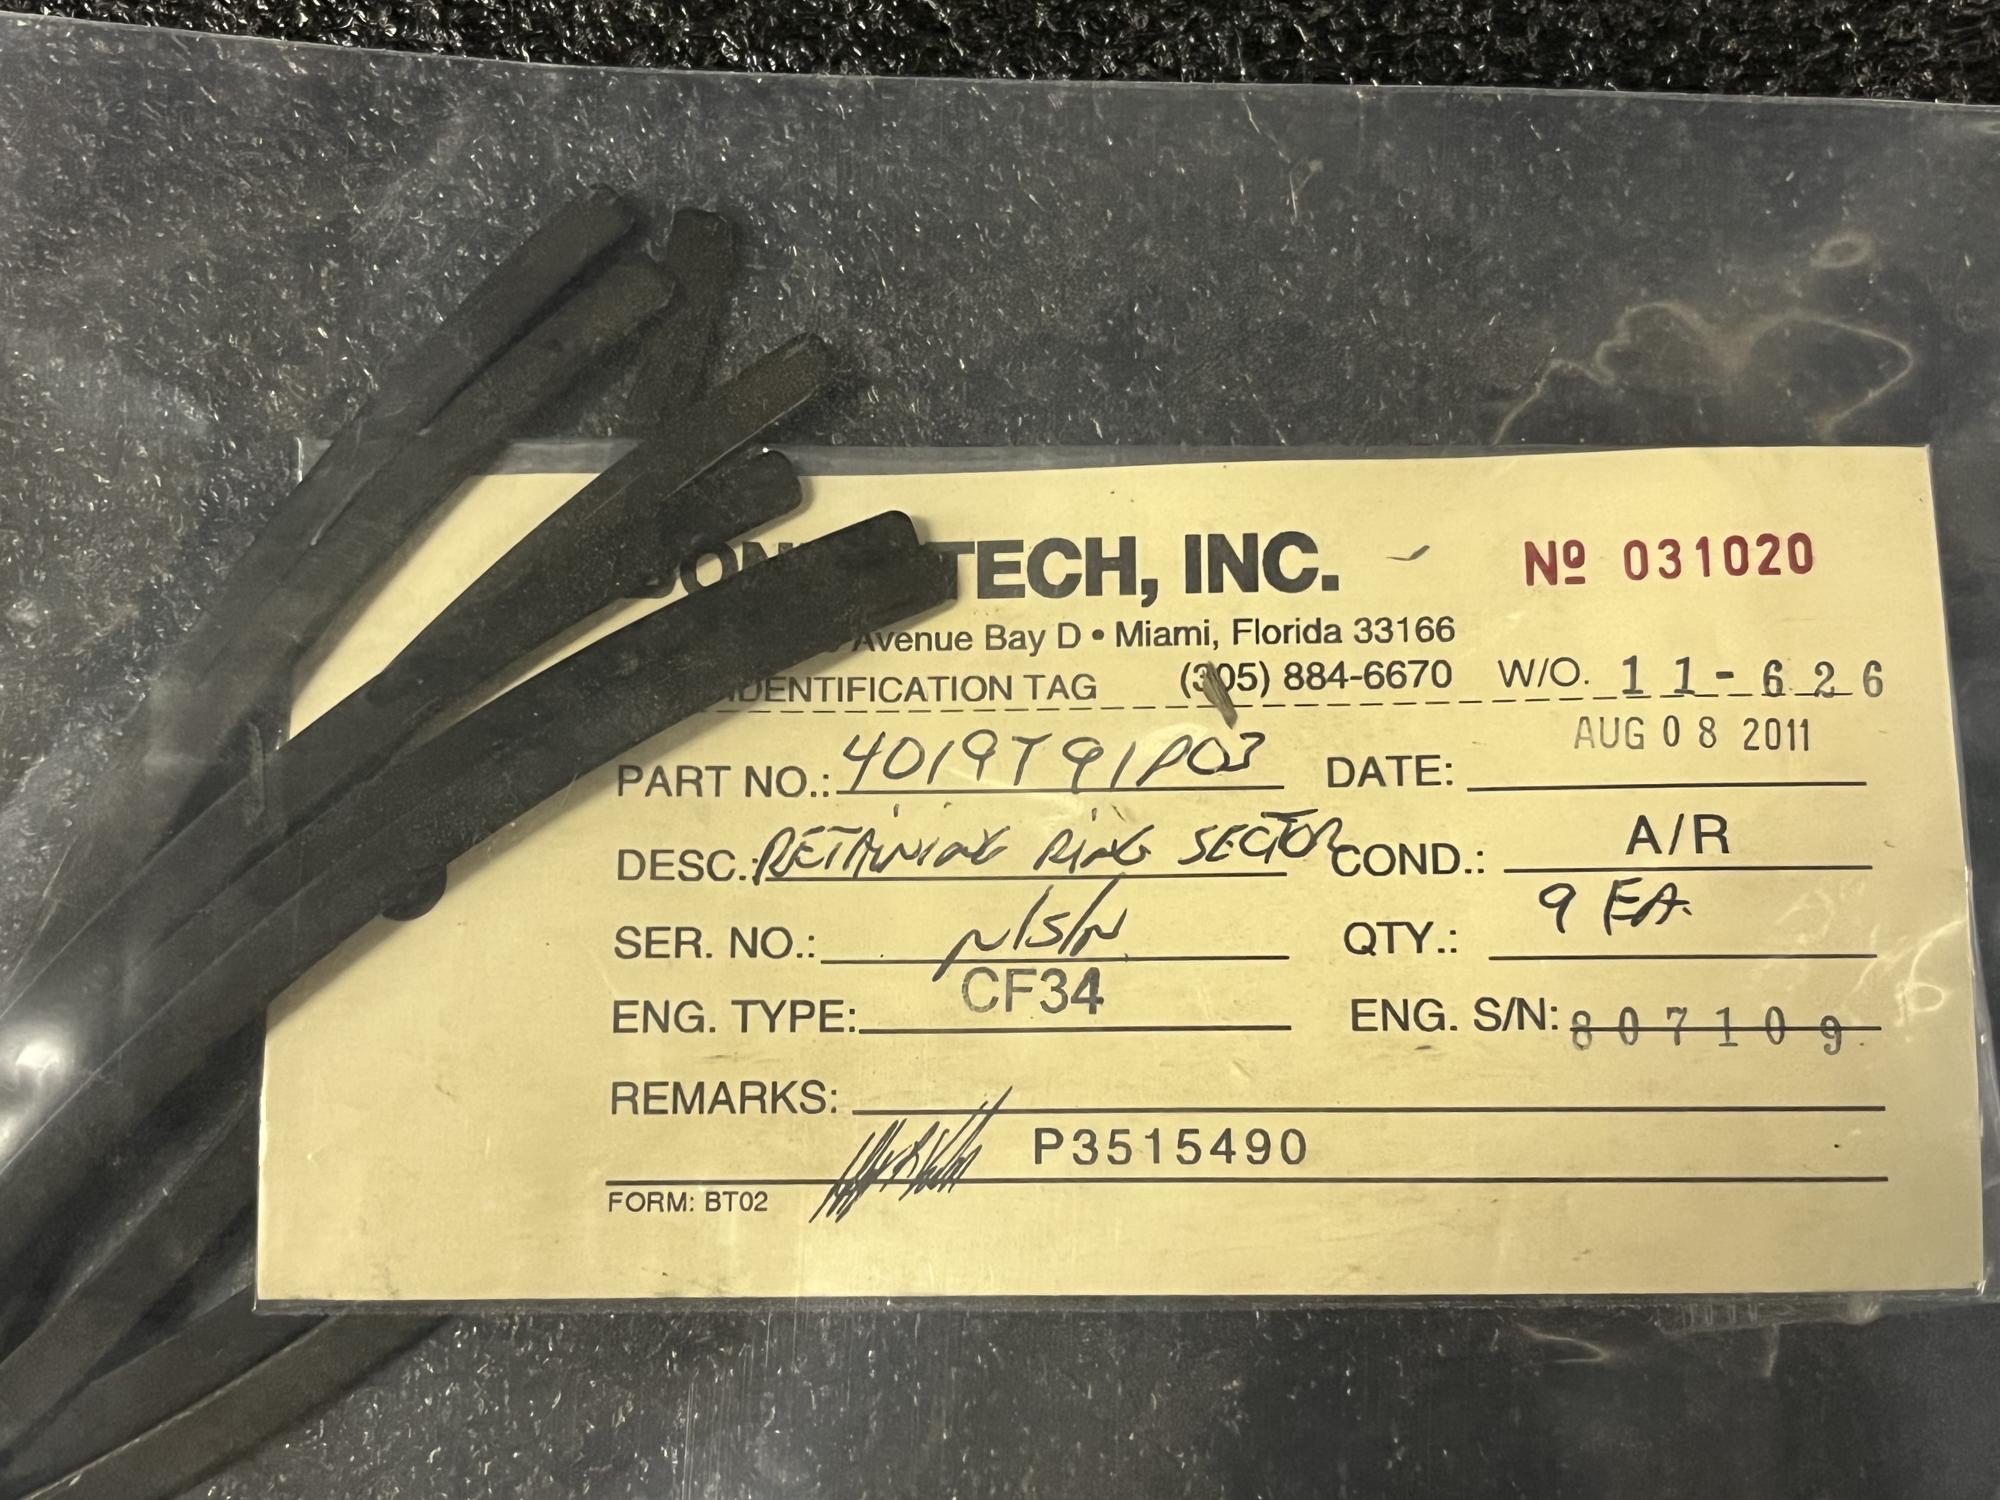 TECH, INC. Nº 031020
Avenue Bay D • Miami, Florida 33166
IDENTIFICATION TAG (305) 884-6670 W/O. 11-626
AUG 08 2011
PART NO.: 4019T91P03 DATE:
DESC.: RETAINING RING SECTOR COND.: A/R
SER. NO.: N/S/N QTY.: 9 EA.
ENG. TYPE: CF34 ENG. S/N: 807109
REMARKS:
P3515490
FORM: BT02